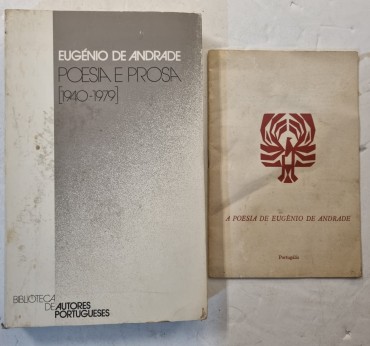 EUGÉNIO DE ANDRADE
POESIA E PROSA
[1940-1979]
BIBLIOTECA
DE AUTORES
PORTUGUESES
A POESIA DE EUGÉNIO DE ANDRADE
Portugália